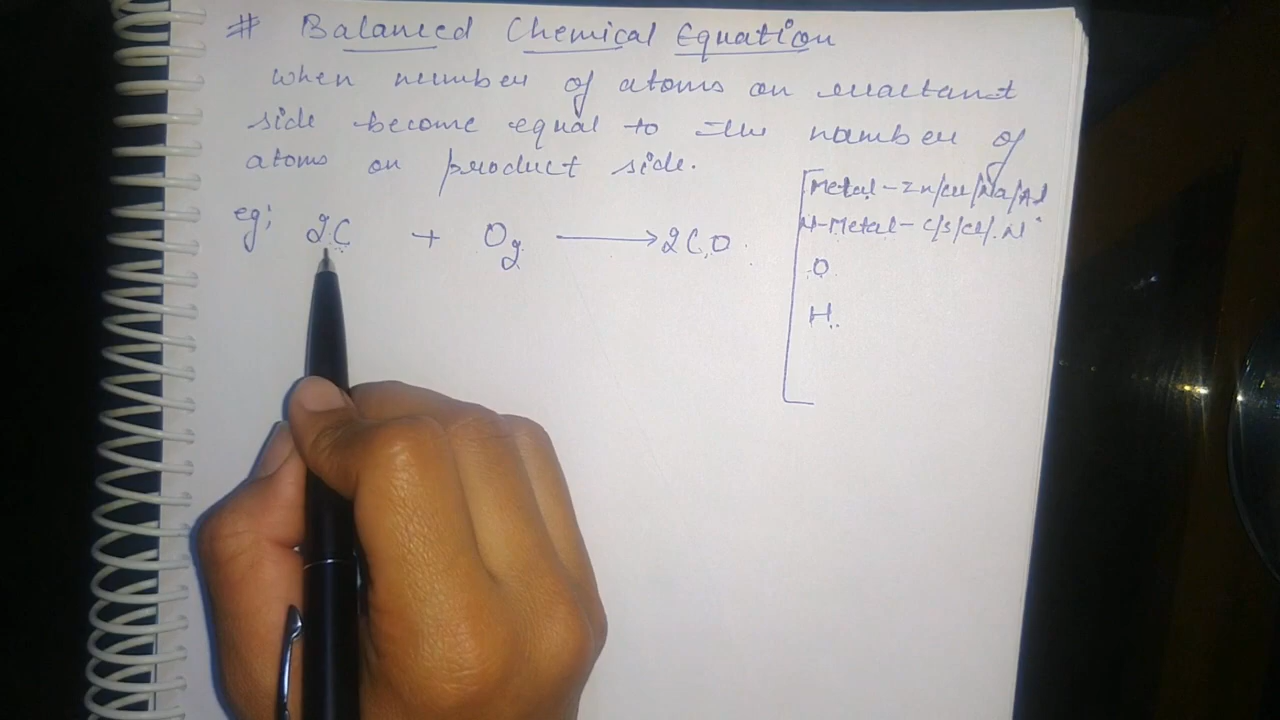 # Balanced Chemical Equation
When number of atoms on reactant
side become equal to the number of
atoms on product side.
eg: 2C + O2 → 2CO
Metal - Zn/Cu/Na/Al
N-Metal - C/S/Cl/N
O
H